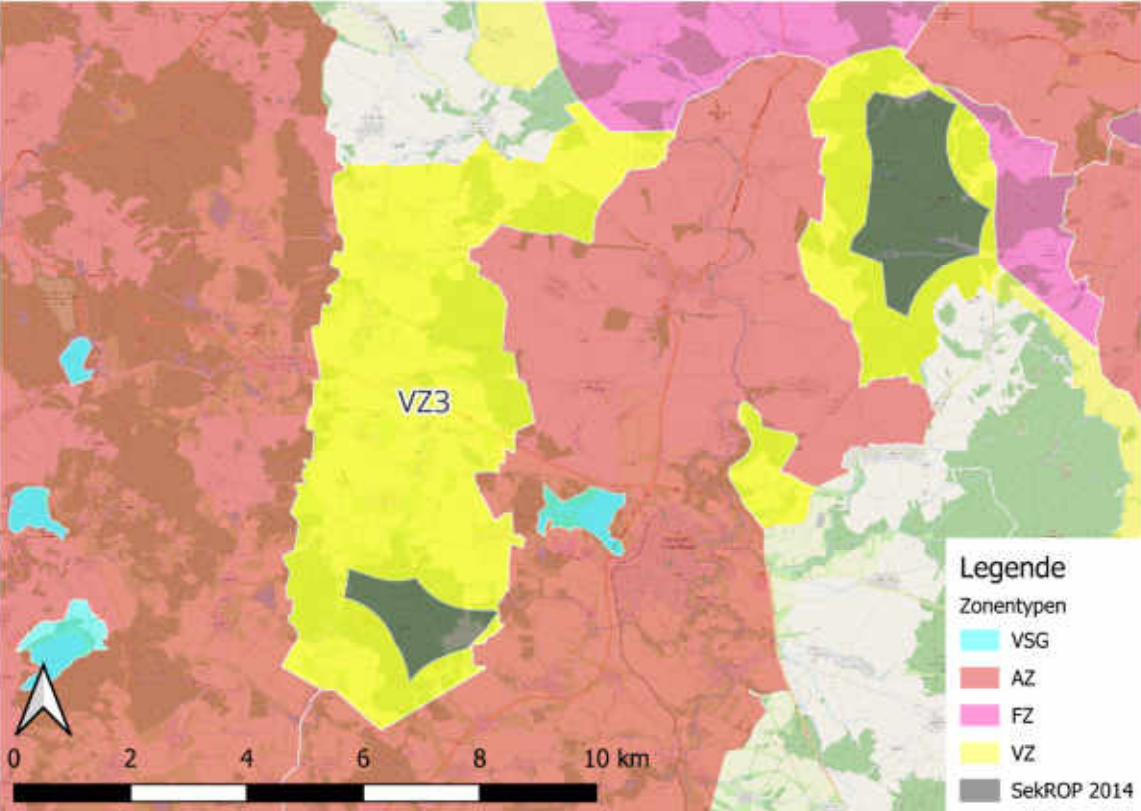 VZ3
Legende
Zonentypen
VSG
AZ
FZ
VZ
SekROP 2014
0 2 4 6 8 10 km